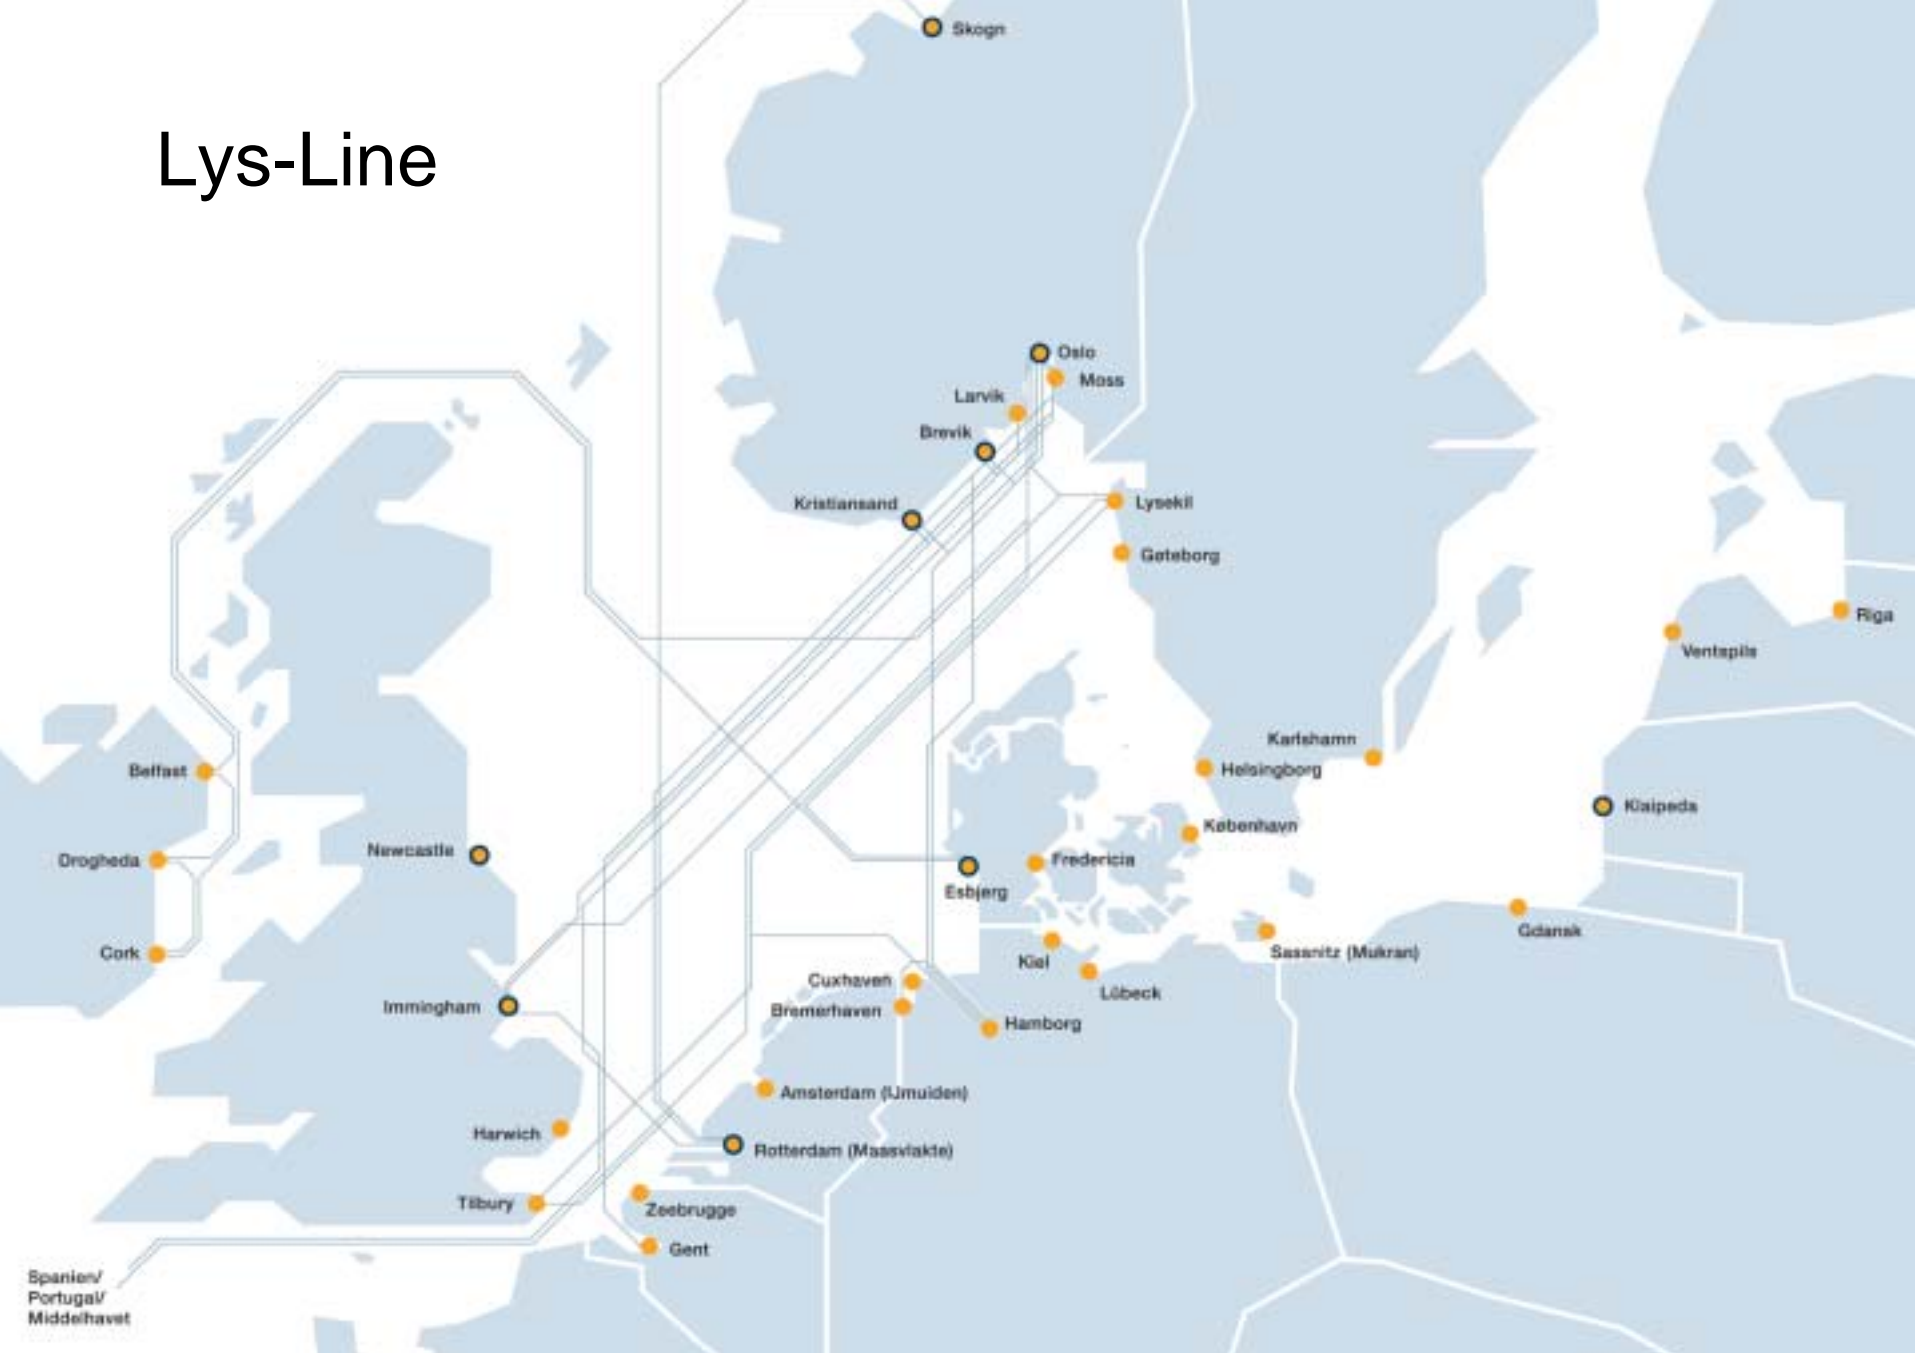 Skogn
Lys-Line
Oslo
Moss
Larvik
Brevik
Kristiansand
Lysekil
Gøteborg
Riga
Ventspils
Karlshamn
Helsingborg
Belfast
Klaipeda
København
Newcastle
Drogheda
Fredericia
Esbjerg
Gdansk
Cork
Sassnitz (Mukran)
Kiel
Cuxhaven
Lübeck
Immingham
Bremerhaven
Hamborg
Amsterdam (IJmuiden)
Harwich
Rotterdam (Maasvlakte)
Tilbury
Zeebrugge
Gent
Spanien/
Portugal/
Middelhavet